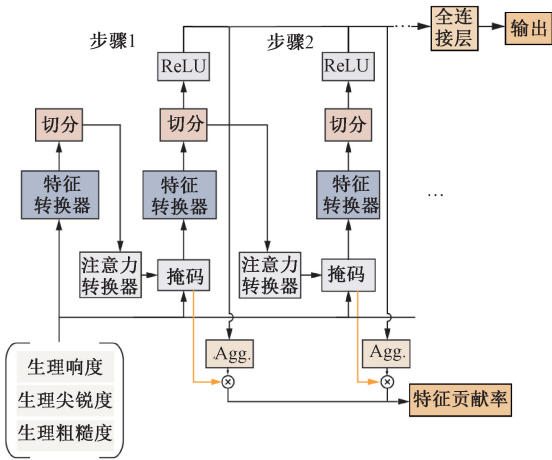 步骤1
步骤2
…
全连
接层
输出
ReLU
ReLU
切分
切分
切分
特征
转换器
特征
转换器
特征
转换器
…
注意力
转换器
掩码
注意力
转换器
掩码
生理响度
生理尖锐度
生理粗糙度
Agg.
Agg.
特征贡献率